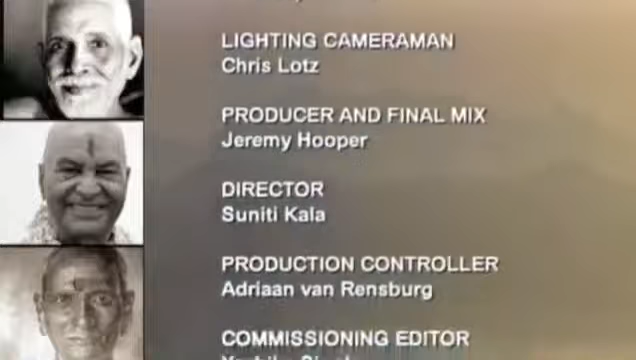 LIGHTING CAMERAMAN
Chris Lotz
PRODUCER AND FINAL MIX
Jeremy Hooper
DIRECTOR
Suniti Kala
PRODUCTION CONTROLLER
Adriaan van Rensburg
COMMISSIONING EDITOR